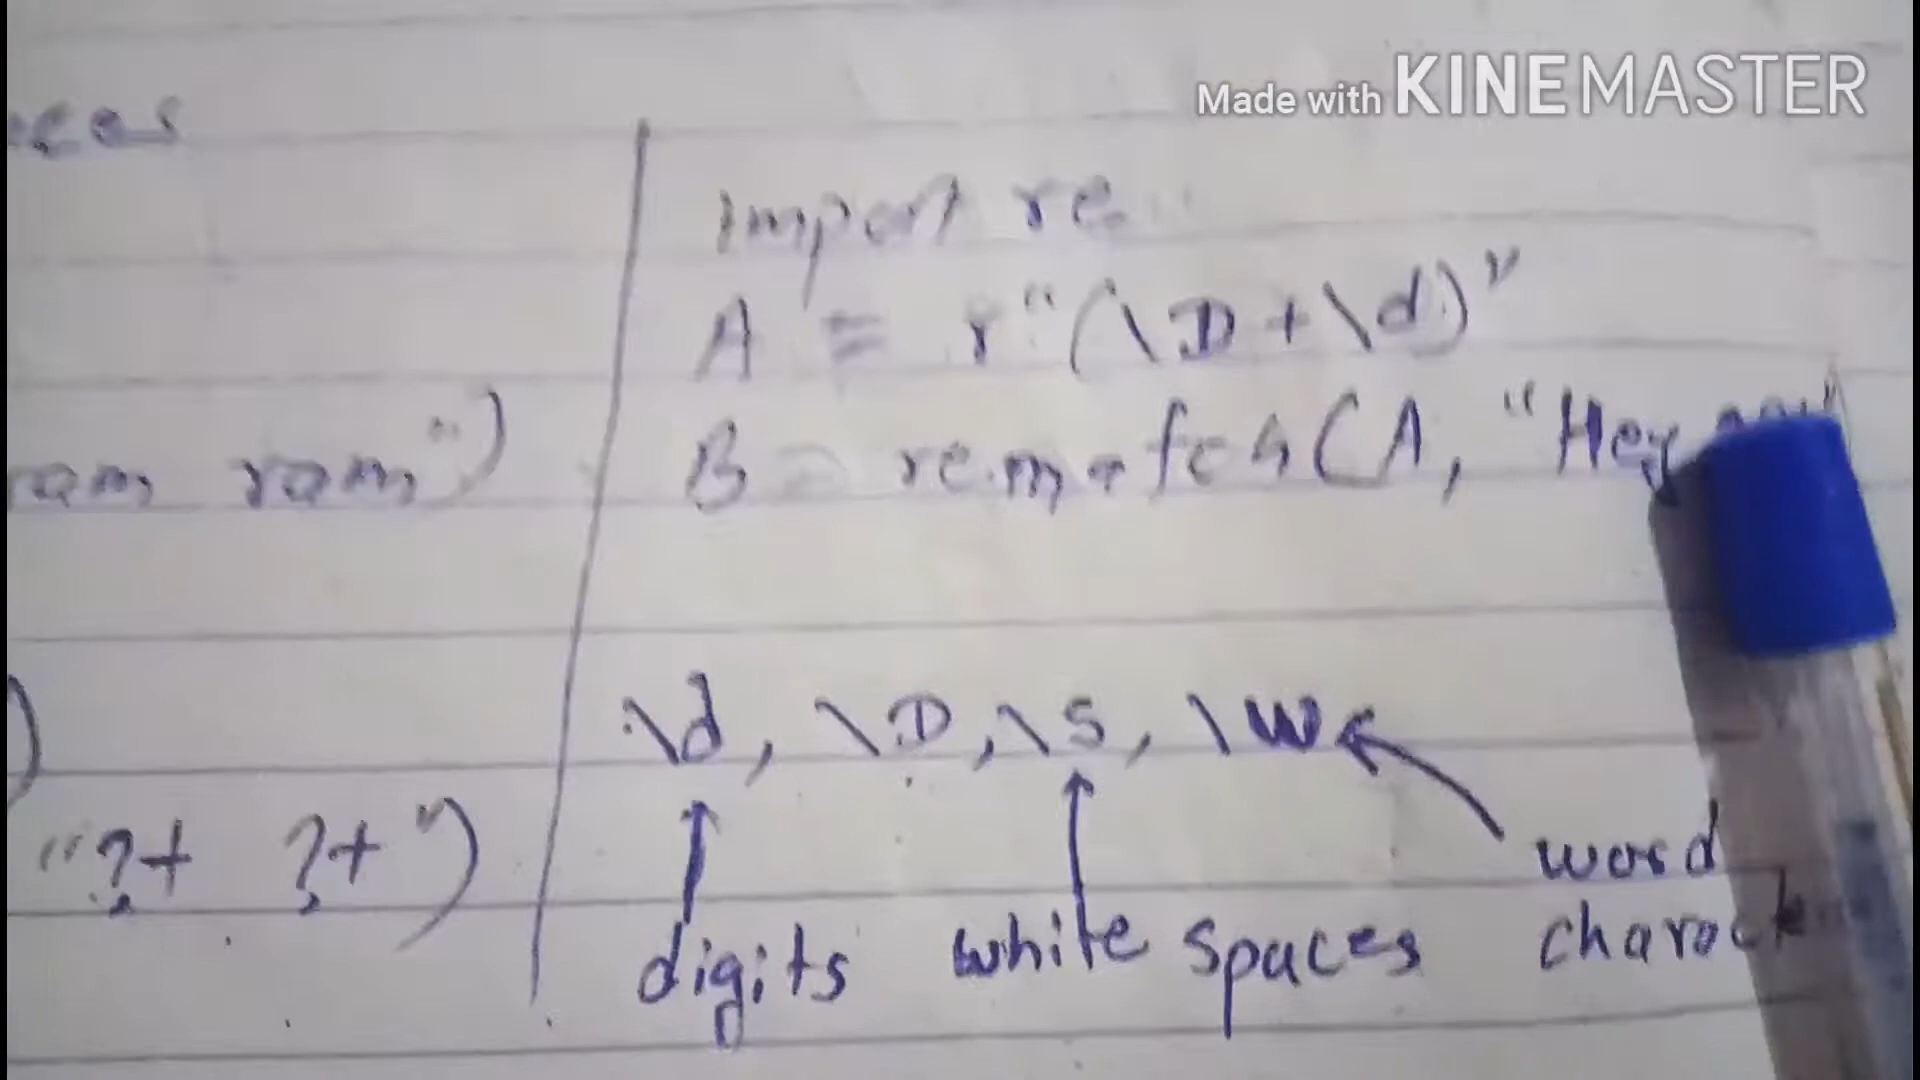 Made with KINEMASTER
import re
A = r"(\D+\d)"
ram ram")
B = re.match(A, "Hey
\d, \D, \s, \w
"?+ ?+")
word
digits white spaces